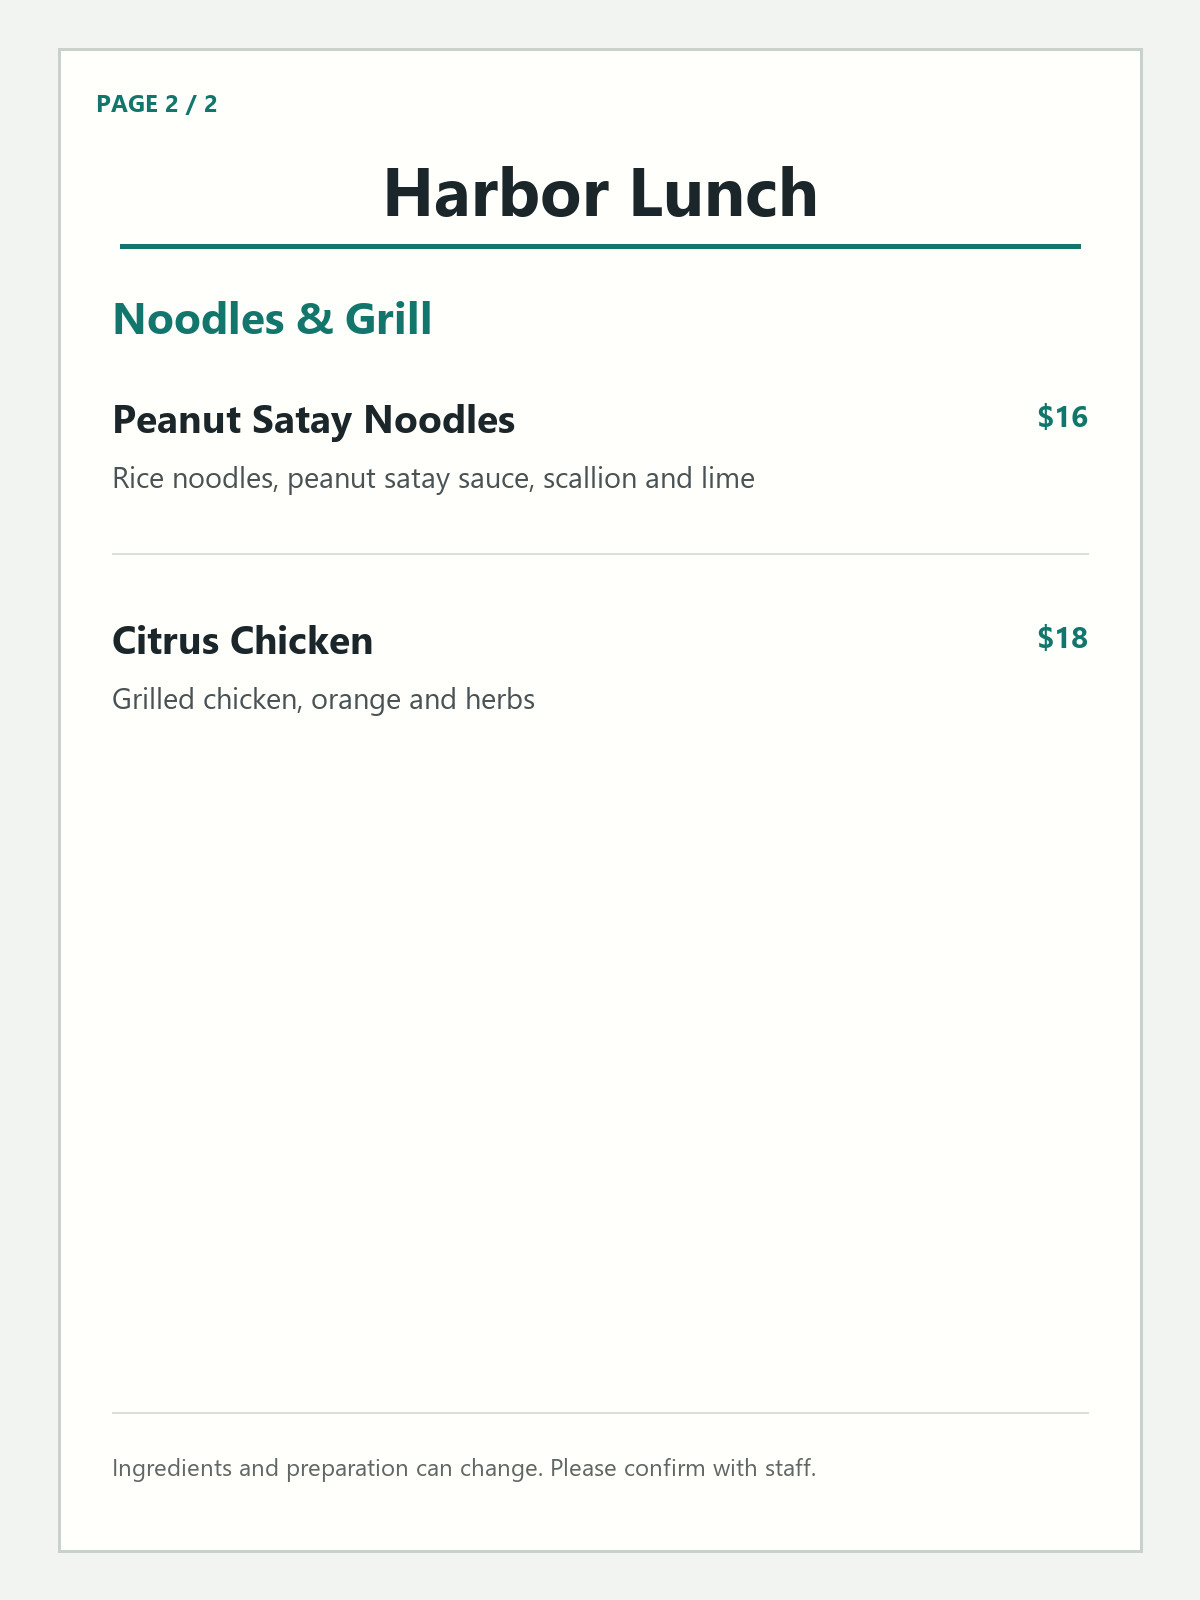 PAGE 2 / 2
Harbor Lunch
Noodles & Grill
Peanut Satay Noodles $16
Rice noodles, peanut satay sauce, scallion and lime
Citrus Chicken $18
Grilled chicken, orange and herbs
Ingredients and preparation can change. Please confirm with staff.